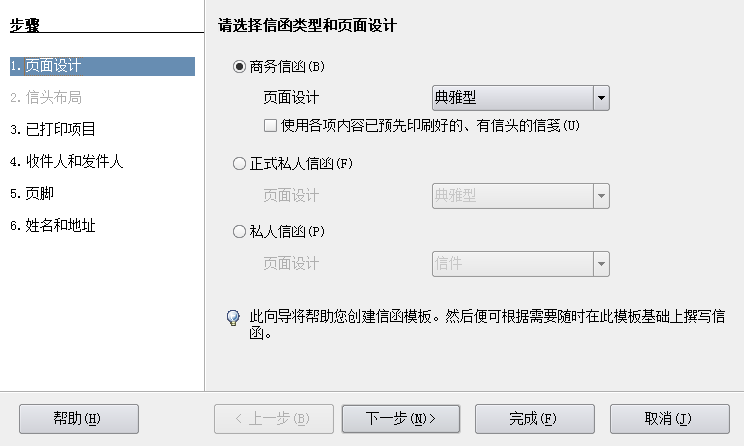 步骤
1. 页面设计
2. 信头布局
3. 已打印项目
4. 收件人和发件人
5. 页脚
6. 姓名和地址
请选择信函类型和页面设计
商务信函(B)
页面设计 典雅型
使用各项内容已预先印刷好的、有信头的信笺(U)
正式私人信函(F)
页面设计 典雅型
私人信函(P)
页面设计 信件
此向导将帮助您创建信函模板。然后便可根据需要随时在此模板基础上撰写信
函。
帮助(H) < 上一步(B) 下一步(N)> 完成(F) 取消(J)